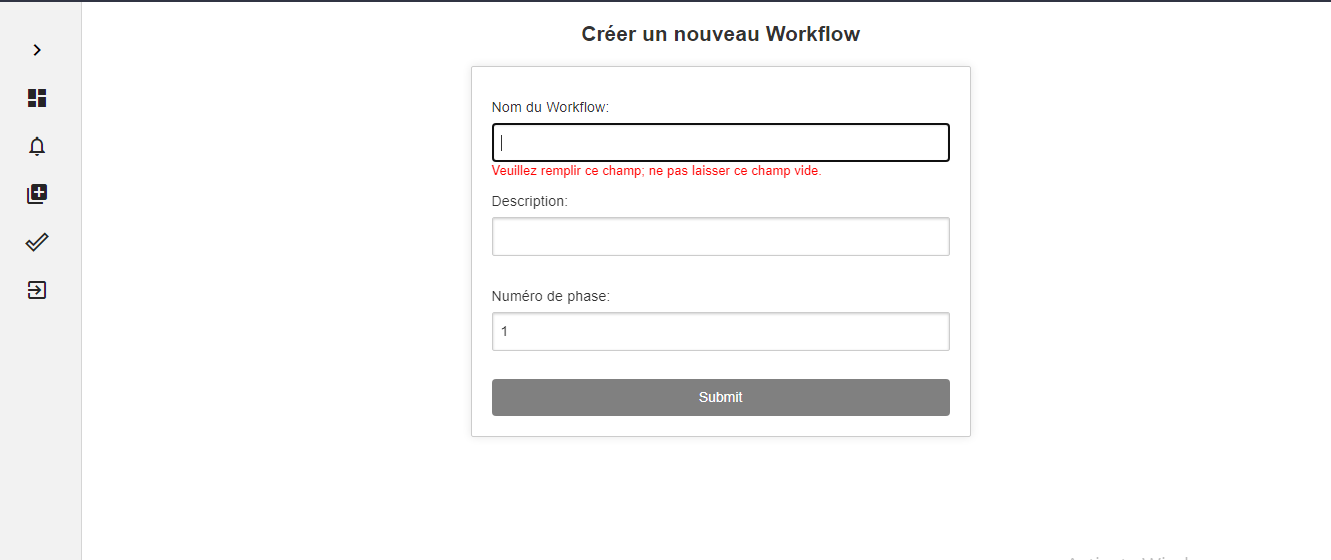 Créer un nouveau Workflow
Nom du Workflow:
Veuillez remplir ce champ; ne pas laisser ce champ vide.
Description:
Numéro de phase:
1
Submit